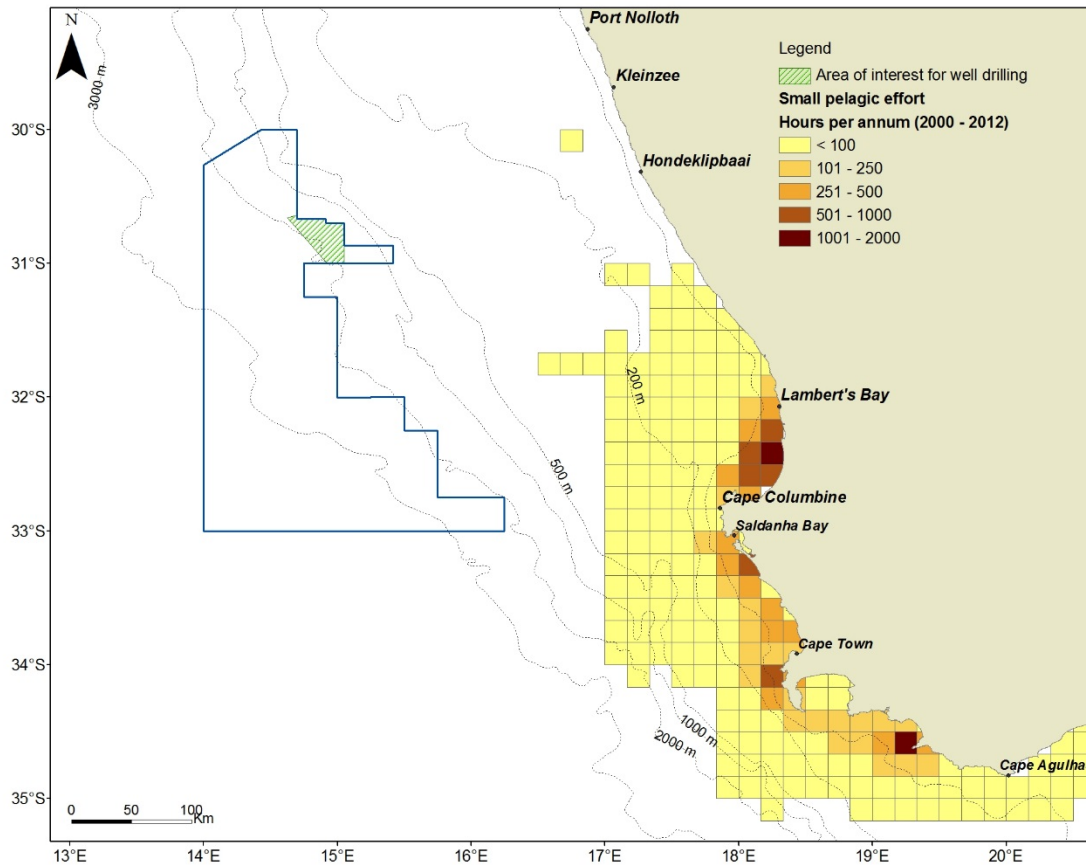 N
Port Nolloth
Kleinzee
Hondeklipbaai
Lambert's Bay
Cape Columbine
Saldanha Bay
Cape Town
Cape Agulha
3000 m
200 m
500 m
1000 m
2000 m
Legend
Area of interest for well drilling
Small pelagic effort
Hours per annum (2000 - 2012)
< 100
101 - 250
251 - 500
501 - 1000
1001 - 2000
30°S
31°S
32°S
33°S
34°S
35°S
0 50 100
Km
13°E 14°E 15°E 16°E 17°E 18°E 19°E 20°E